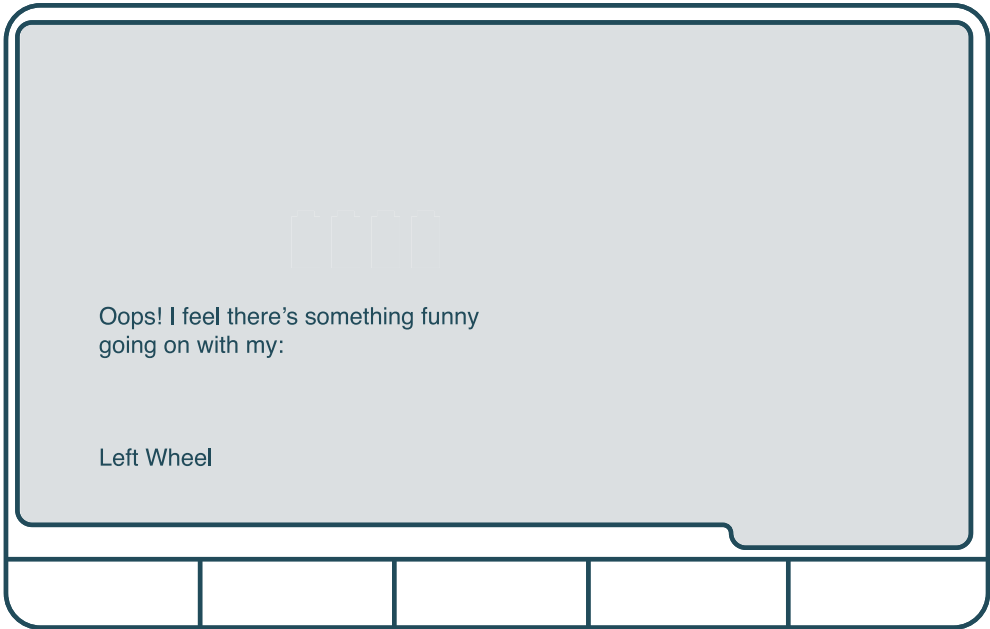 Oops! I feel there’s something funny
going on with my:
Left Wheel